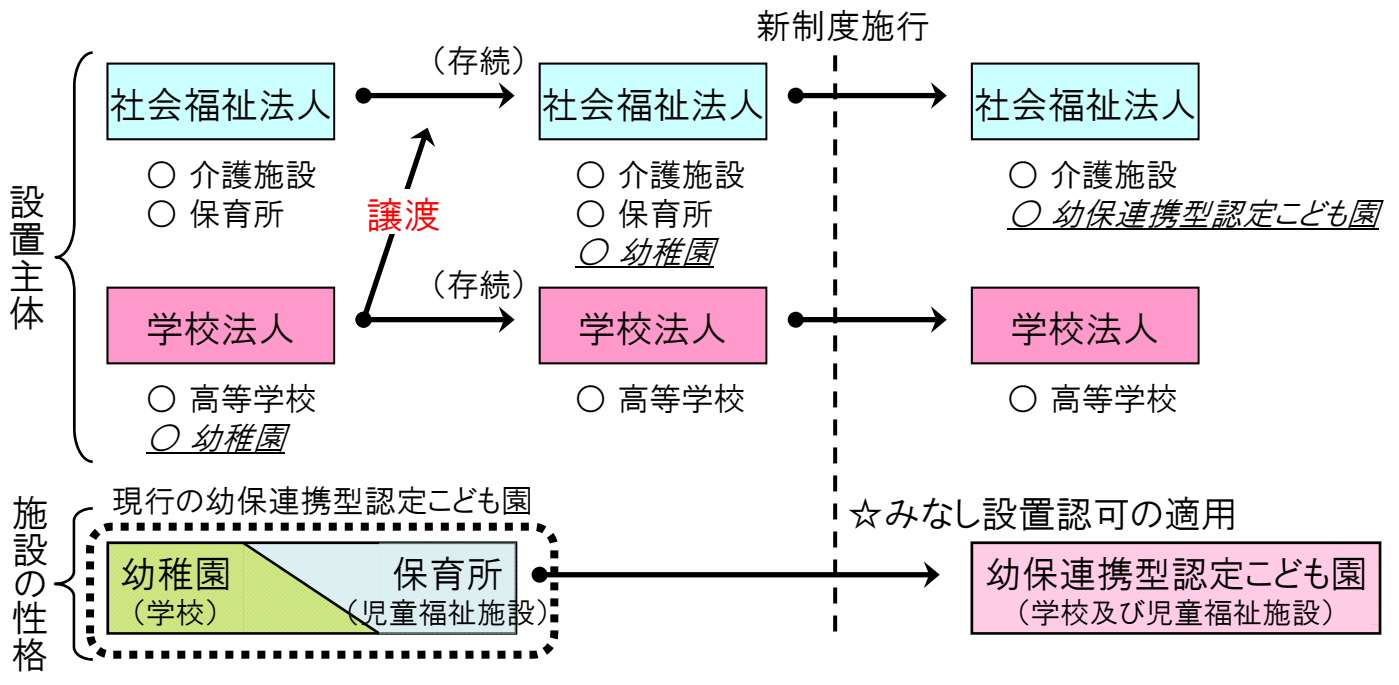 新制度施行
(存続)
社会福祉法人
社会福祉法人
社会福祉法人
○ 介護施設
○ 保育所
○ 介護施設
○ 保育所
○ 幼稚園
○ 介護施設
○ 幼保連携型認定こども園
設置主体
譲渡
(存続)
学校法人
学校法人
学校法人
○ 高等学校
○ 幼稚園
○ 高等学校
○ 高等学校
施設の性格
現行の幼保連携型認定こども園
☆みなし設置認可の適用
幼稚園
(学校)
保育所
(児童福祉施設)
幼保連携型認定こども園
(学校及び児童福祉施設)